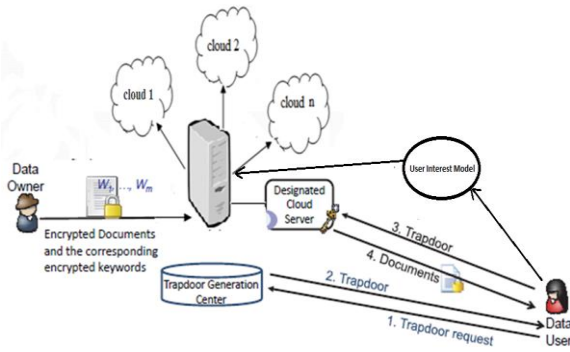 cloud 2
cloud 1
cloud n
Data
Owner
W1, ..., Wm
Encrypted Documents
and the corresponding
encrypted keywords
Designated
Cloud
Server
User Interest Model
3. Trapdoor
4. Documents
Trapdoor Generation
Center
2. Trapdoor
1. Trapdoor request
Data
User